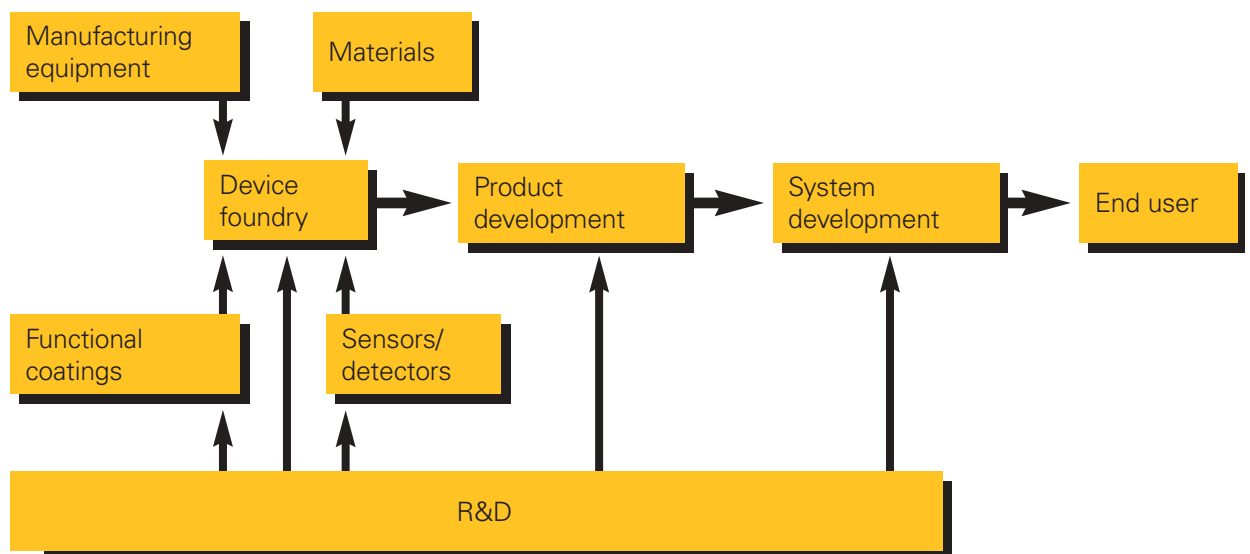 Manufacturing
equipment
Materials
Device
foundry
Product
development
System
development
End user
Functional
coatings
Sensors/
detectors
R&D